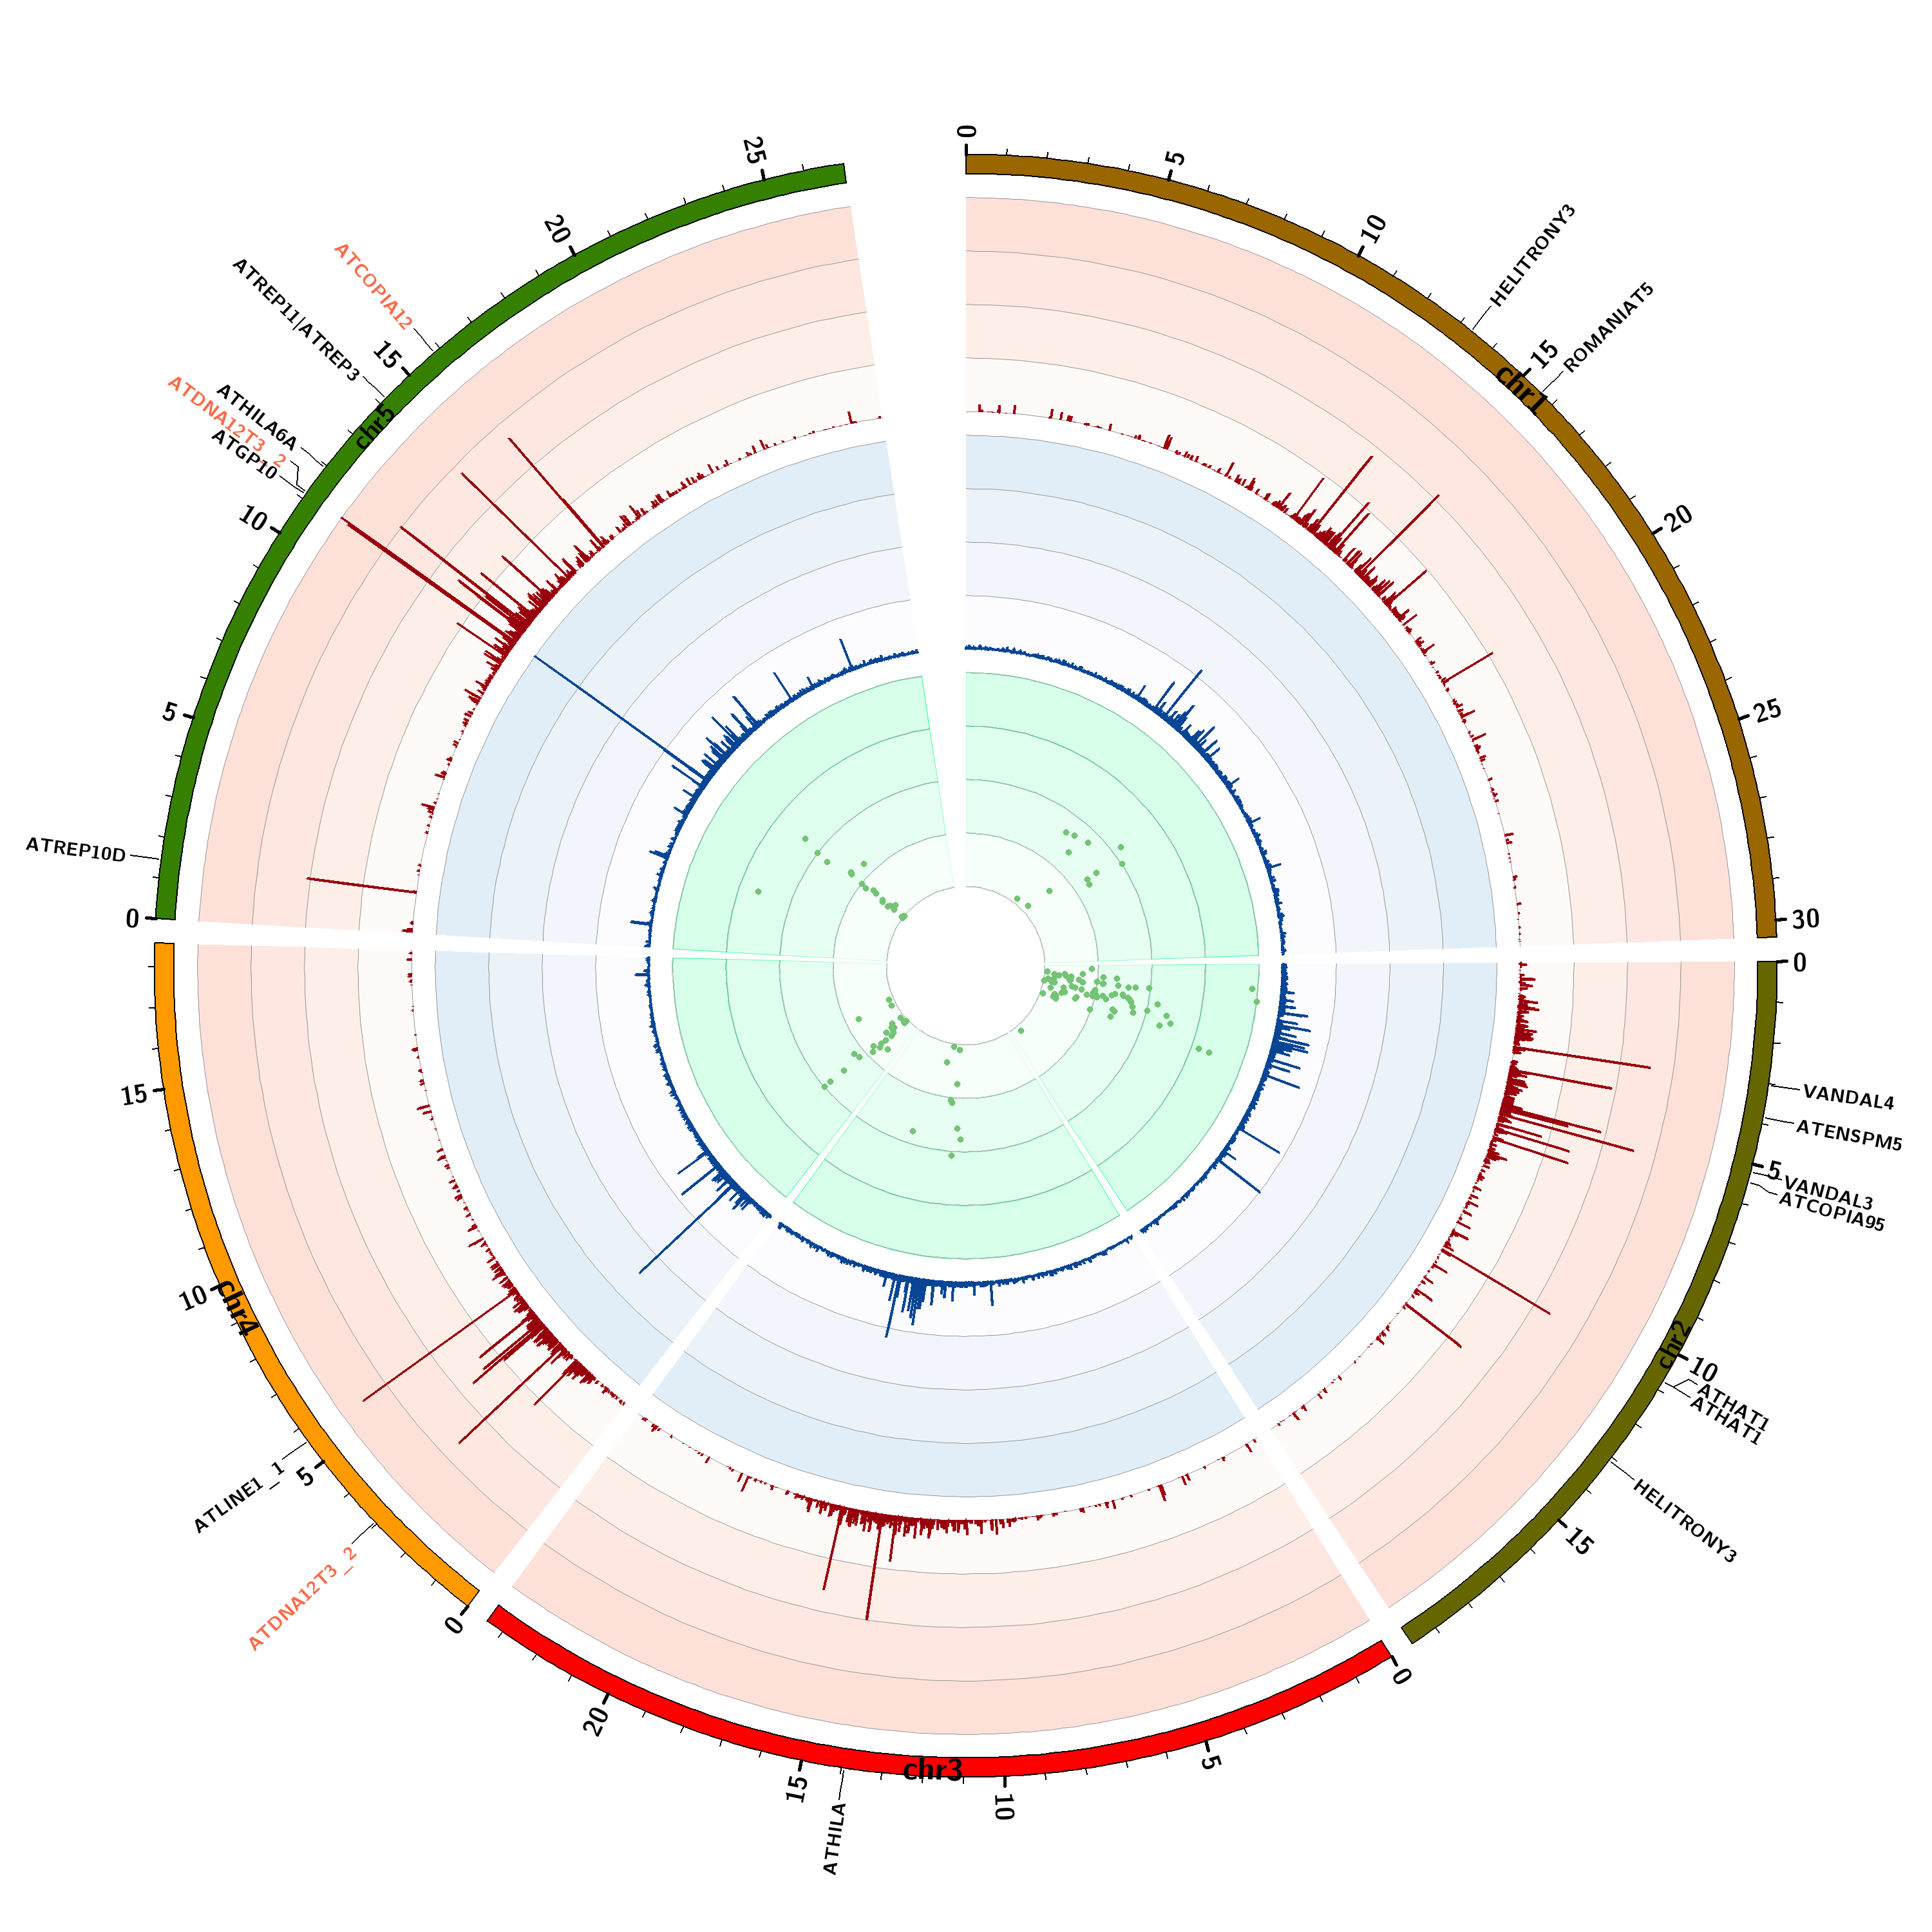 0
5
10
15
20
25
30
chr1
HELITRONY3
ROMANIAT5
0
5
10
15
chr2
VANDAL4
ATENSPM5
VANDAL3
ATCOPIA95
ATHAT1
ATHAT1
HELITRONY3
0
5
10
15
20
chr3
ATHILA
0
5
10
15
chr4
ATDNA12T3_2
ATLINE1_1
0
5
10
15
20
25
chr5
ATREP10D
ATGP10
ATDNA12T3_2
ATHILA6A
ATREP11|ATREP3
ATCOPIA12